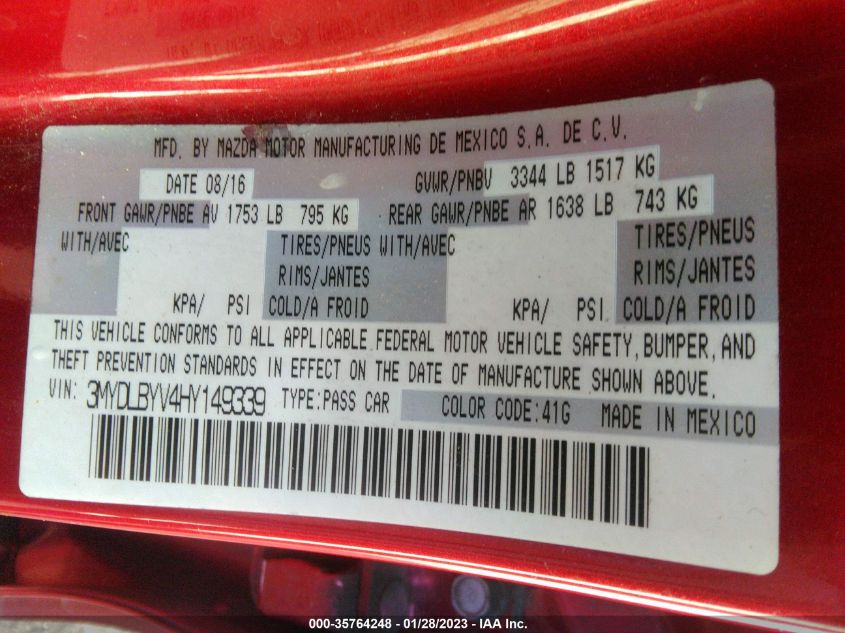 MFD. BY MAZDA MOTOR MANUFACTURING DE MEXICO S.A. DE C.V.
DATE 08/16 GVWR/PNBV 3344 LB 1517 KG
FRONT GAWR/PNBE AV 1753 LB 795 KG REAR GAWR/PNBE AR 1638 LB 743 KG
WITH/AVEC TIRES/PNEUS WITH/AVEC TIRES/PNEUS
RIMS/JANTES RIMS/JANTES
KPA/ PSI COLD/A FROID KPA/ PSI COLD/A FROID
THIS VEHICLE CONFORMS TO ALL APPLICABLE FEDERAL MOTOR VEHICLE SAFETY, BUMPER, AND
THEFT PREVENTION STANDARDS IN EFFECT ON THE DATE OF MANUFACTURE SHOWN ABOVE.
VIN: 3MYDLBYV4HY149339 TYPE:PASS CAR COLOR CODE:41G MADE IN MEXICO
000-35764248 - 01/28/2023 - IAA Inc.